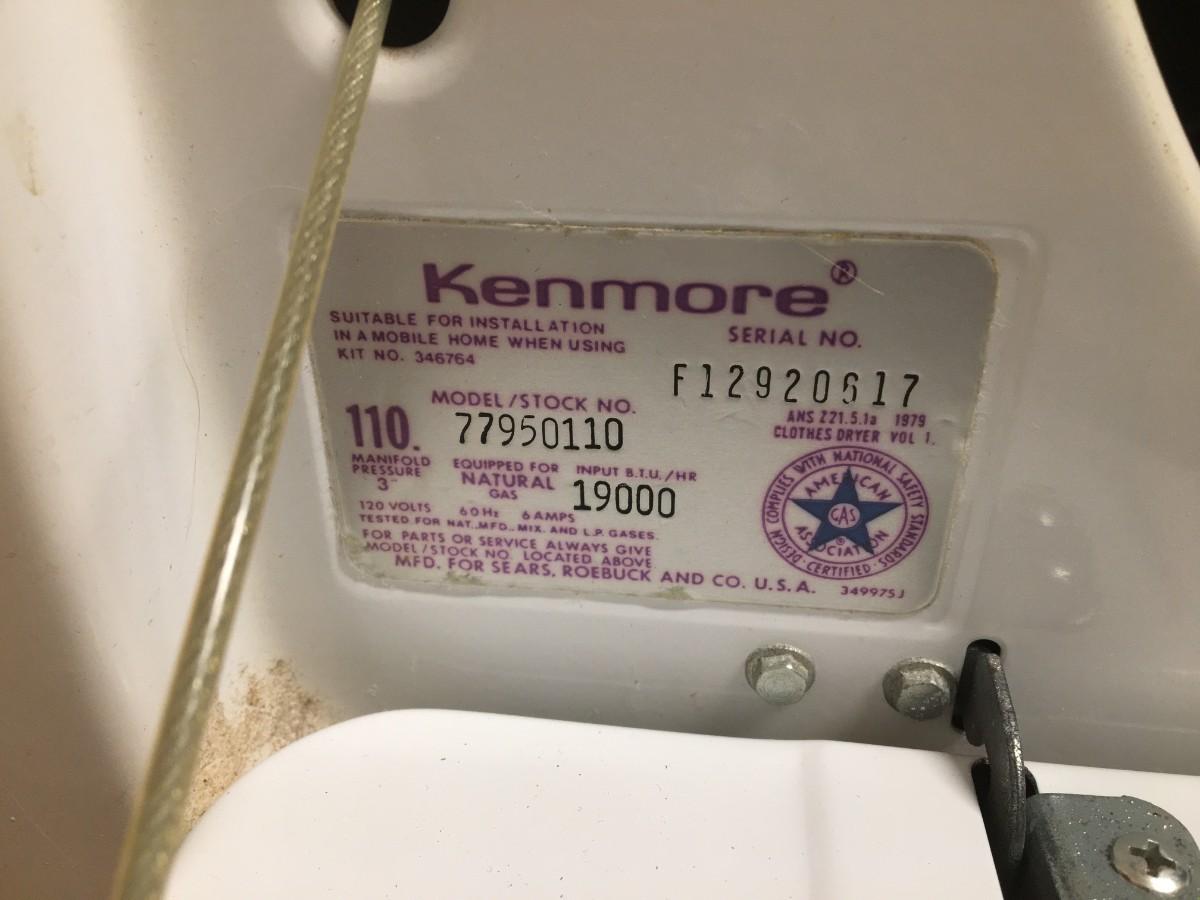 Kenmore®
SUITABLE FOR INSTALLATION
IN A MOBILE HOME WHEN USING
KIT NO. 346764
SERIAL NO.
F12920617
MODEL/STOCK NO.
110. 77950110
ANS Z21.5.1a 1979
CLOTHES DRYER VOL 1.
MANIFOLD
PRESSURE
3"
EQUIPPED FOR
NATURAL
GAS
INPUT B.T.U./HR
19000
120 VOLTS 60Hz 6 AMPS
TESTED FOR NAT., MFD., MIX. AND L.P. GASES.
FOR PARTS OR SERVICE ALWAYS GIVE
MODEL/STOCK NO. LOCATED ABOVE
MFD. FOR SEARS, ROEBUCK AND CO. U.S.A.
DESIGN COMPLIES WITH NATIONAL SAFETY STANDARDS
· CERTIFIED ·
AMERICAN
GAS
®
ASSOCIATION
349975J